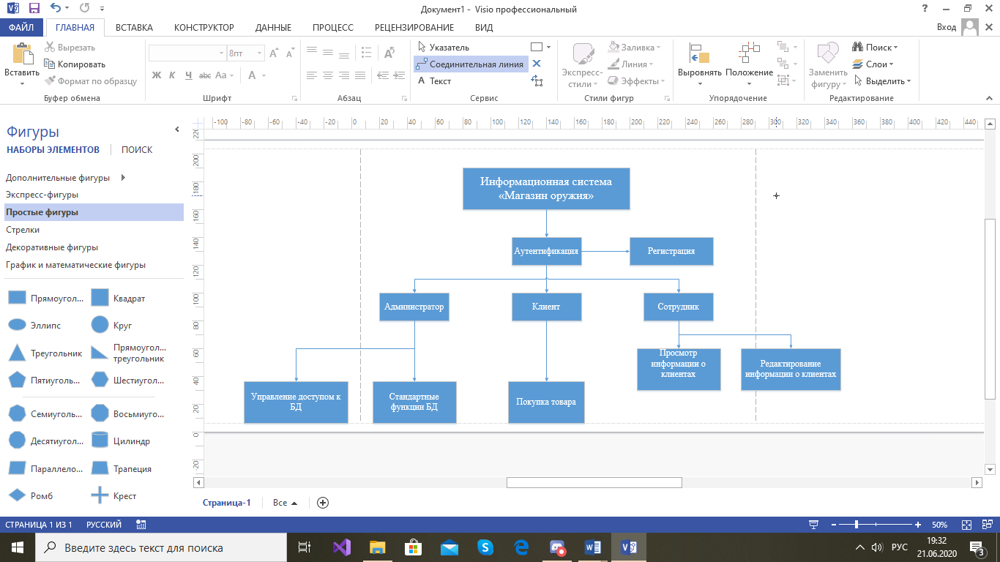 Документ1 - Visio профессиональный
ФАЙЛ ГЛАВНАЯ ВСТАВКА КОНСТРУКТОР ДАННЫЕ ПРОЦЕСС РЕЦЕНЗИРОВАНИЕ ВИД Вход
Вставить
Вырезать
Копировать
Формат по образцу
Буфер обмена
8пт
Ж К Ч abc Aa A
Шрифт
Абзац
Указатель
Соединительная линия
A Текст
Сервис
Экспресс-
стили
Заливка
Линия
Эффекты
Стили фигур
Выровнять
Положение
Упорядочение
Заменить
фигуру
Поиск
Слои
Выделить
Редактирование
Фигуры
НАБОРЫ ЭЛЕМЕНТОВ ПОИСК
Дополнительные фигуры
Экспресс-фигуры
Простые фигуры
Стрелки
Декоративные фигуры
График и математические фигуры
Прямоугол... Квадрат
Эллипс Круг
Треугольник Прямоугол...
треугольник
Пятиуголь... Шестиугол...
Семиуголь... Восьмиуго...
Десятиугол... Цилиндр
Параллело... Трапеция
Ромб Крест
-100 -80 -60 -40 -20 0 20 40 60 80 100 120 140 160 180 200 220 240 260 280 300 320 340 360 380 400 420 440
220
200
180
160
140
120
100
80
60
40
20
0
-20
Информационная система
«Магазин оружия»
Аутентификация
Регистрация
Администратор
Клиент
Сотрудник
Управление доступом к
БД
Стандартные
функции БД
Покупка товара
Просмотр
информации о
клиентах
Редактирование
информации о клиентах
Страница-1 Все
СТРАНИЦА 1 ИЗ 1 РУССКИЙ 50%
Введите здесь текст для поиска
РУС
19:32
21.06.2020
3